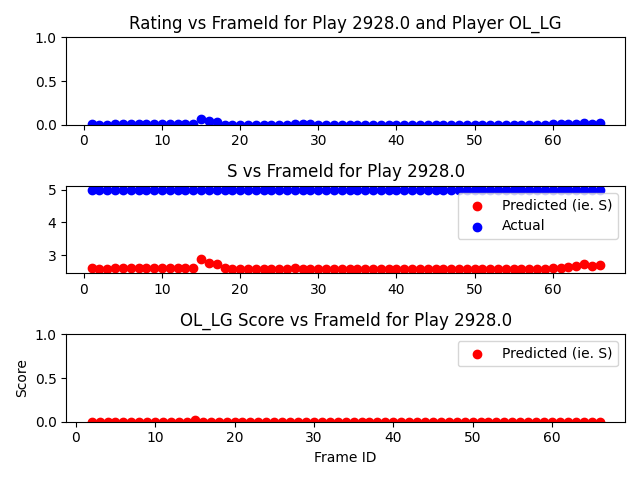 Rating vs FrameId for Play 2928.0 and Player OL_LG
1.0
0.5
0.0
0 10 20 30 40 50 60
S vs FrameId for Play 2928.0
5
4
3
Predicted (ie. S)
Actual
0 10 20 30 40 50 60
OL_LG Score vs FrameId for Play 2928.0
Score
1.0
0.5
0.0
Predicted (ie. S)
0 10 20 30 40 50 60
Frame ID